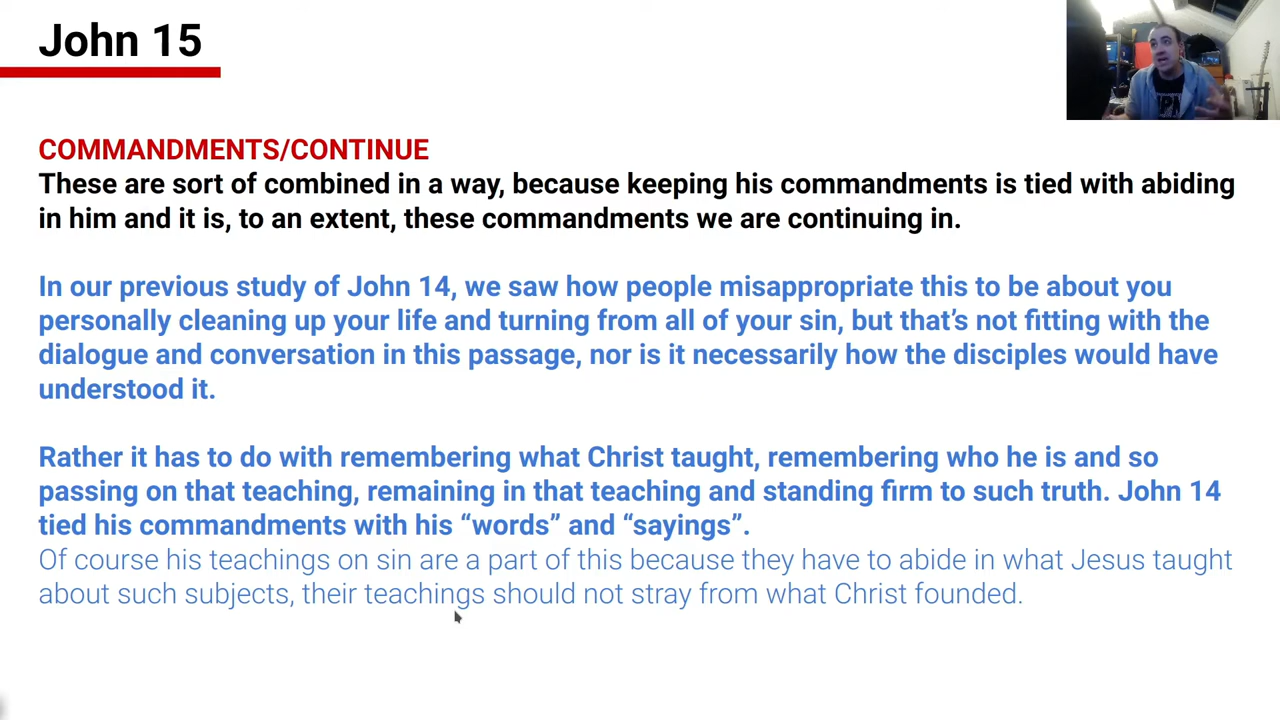 John 15
COMMANDMENTS/CONTINUE
These are sort of combined in a way, because keeping his commandments is tied with abiding
in him and it is, to an extent, these commandments we are continuing in.
In our previous study of John 14, we saw how people misappropriate this to be about you
personally cleaning up your life and turning from all of your sin, but that’s not fitting with the
dialogue and conversation in this passage, nor is it necessarily how the disciples would have
understood it.
Rather it has to do with remembering what Christ taught, remembering who he is and so
passing on that teaching, remaining in that teaching and standing firm to such truth. John 14
tied his commandments with his “words” and “sayings”.
Of course his teachings on sin are a part of this because they have to abide in what Jesus taught
about such subjects, their teachings should not stray from what Christ founded.